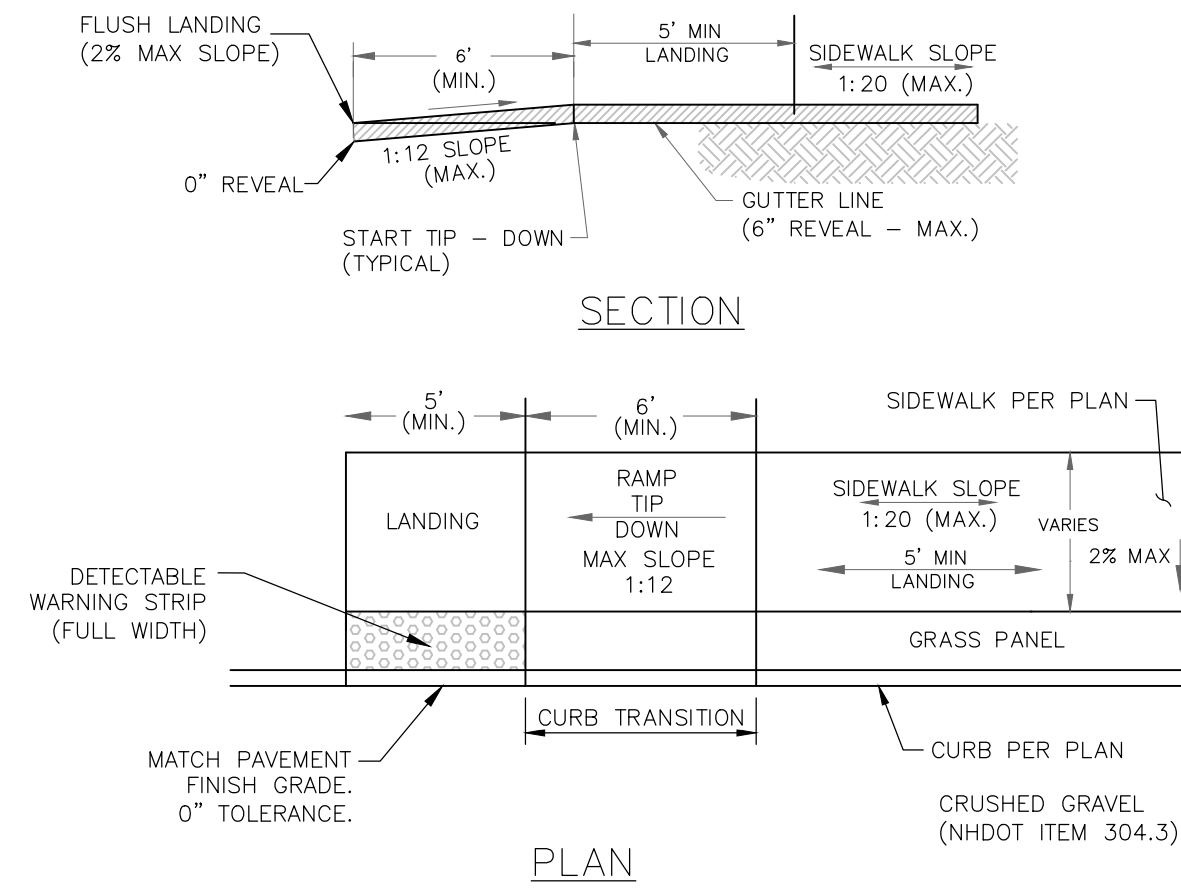 FLUSH LANDING
(2% MAX SLOPE)
6'
(MIN.)
5' MIN
LANDING
SIDEWALK SLOPE
1:20 (MAX.)
1:12 SLOPE
(MAX.)
0" REVEAL
START TIP – DOWN
(TYPICAL)
GUTTER LINE
(6" REVEAL – MAX.)
SECTION
5'
(MIN.)
6'
(MIN.)
SIDEWALK PER PLAN
LANDING
RAMP
TIP
DOWN
MAX SLOPE
1:12
SIDEWALK SLOPE
1:20 (MAX.)
5' MIN
LANDING
VARIES
2% MAX
DETECTABLE
WARNING STRIP
(FULL WIDTH)
GRASS PANEL
CURB TRANSITION
MATCH PAVEMENT
FINISH GRADE.
0" TOLERANCE.
CURB PER PLAN
CRUSHED GRAVEL
(NHDOT ITEM 304.3)
PLAN